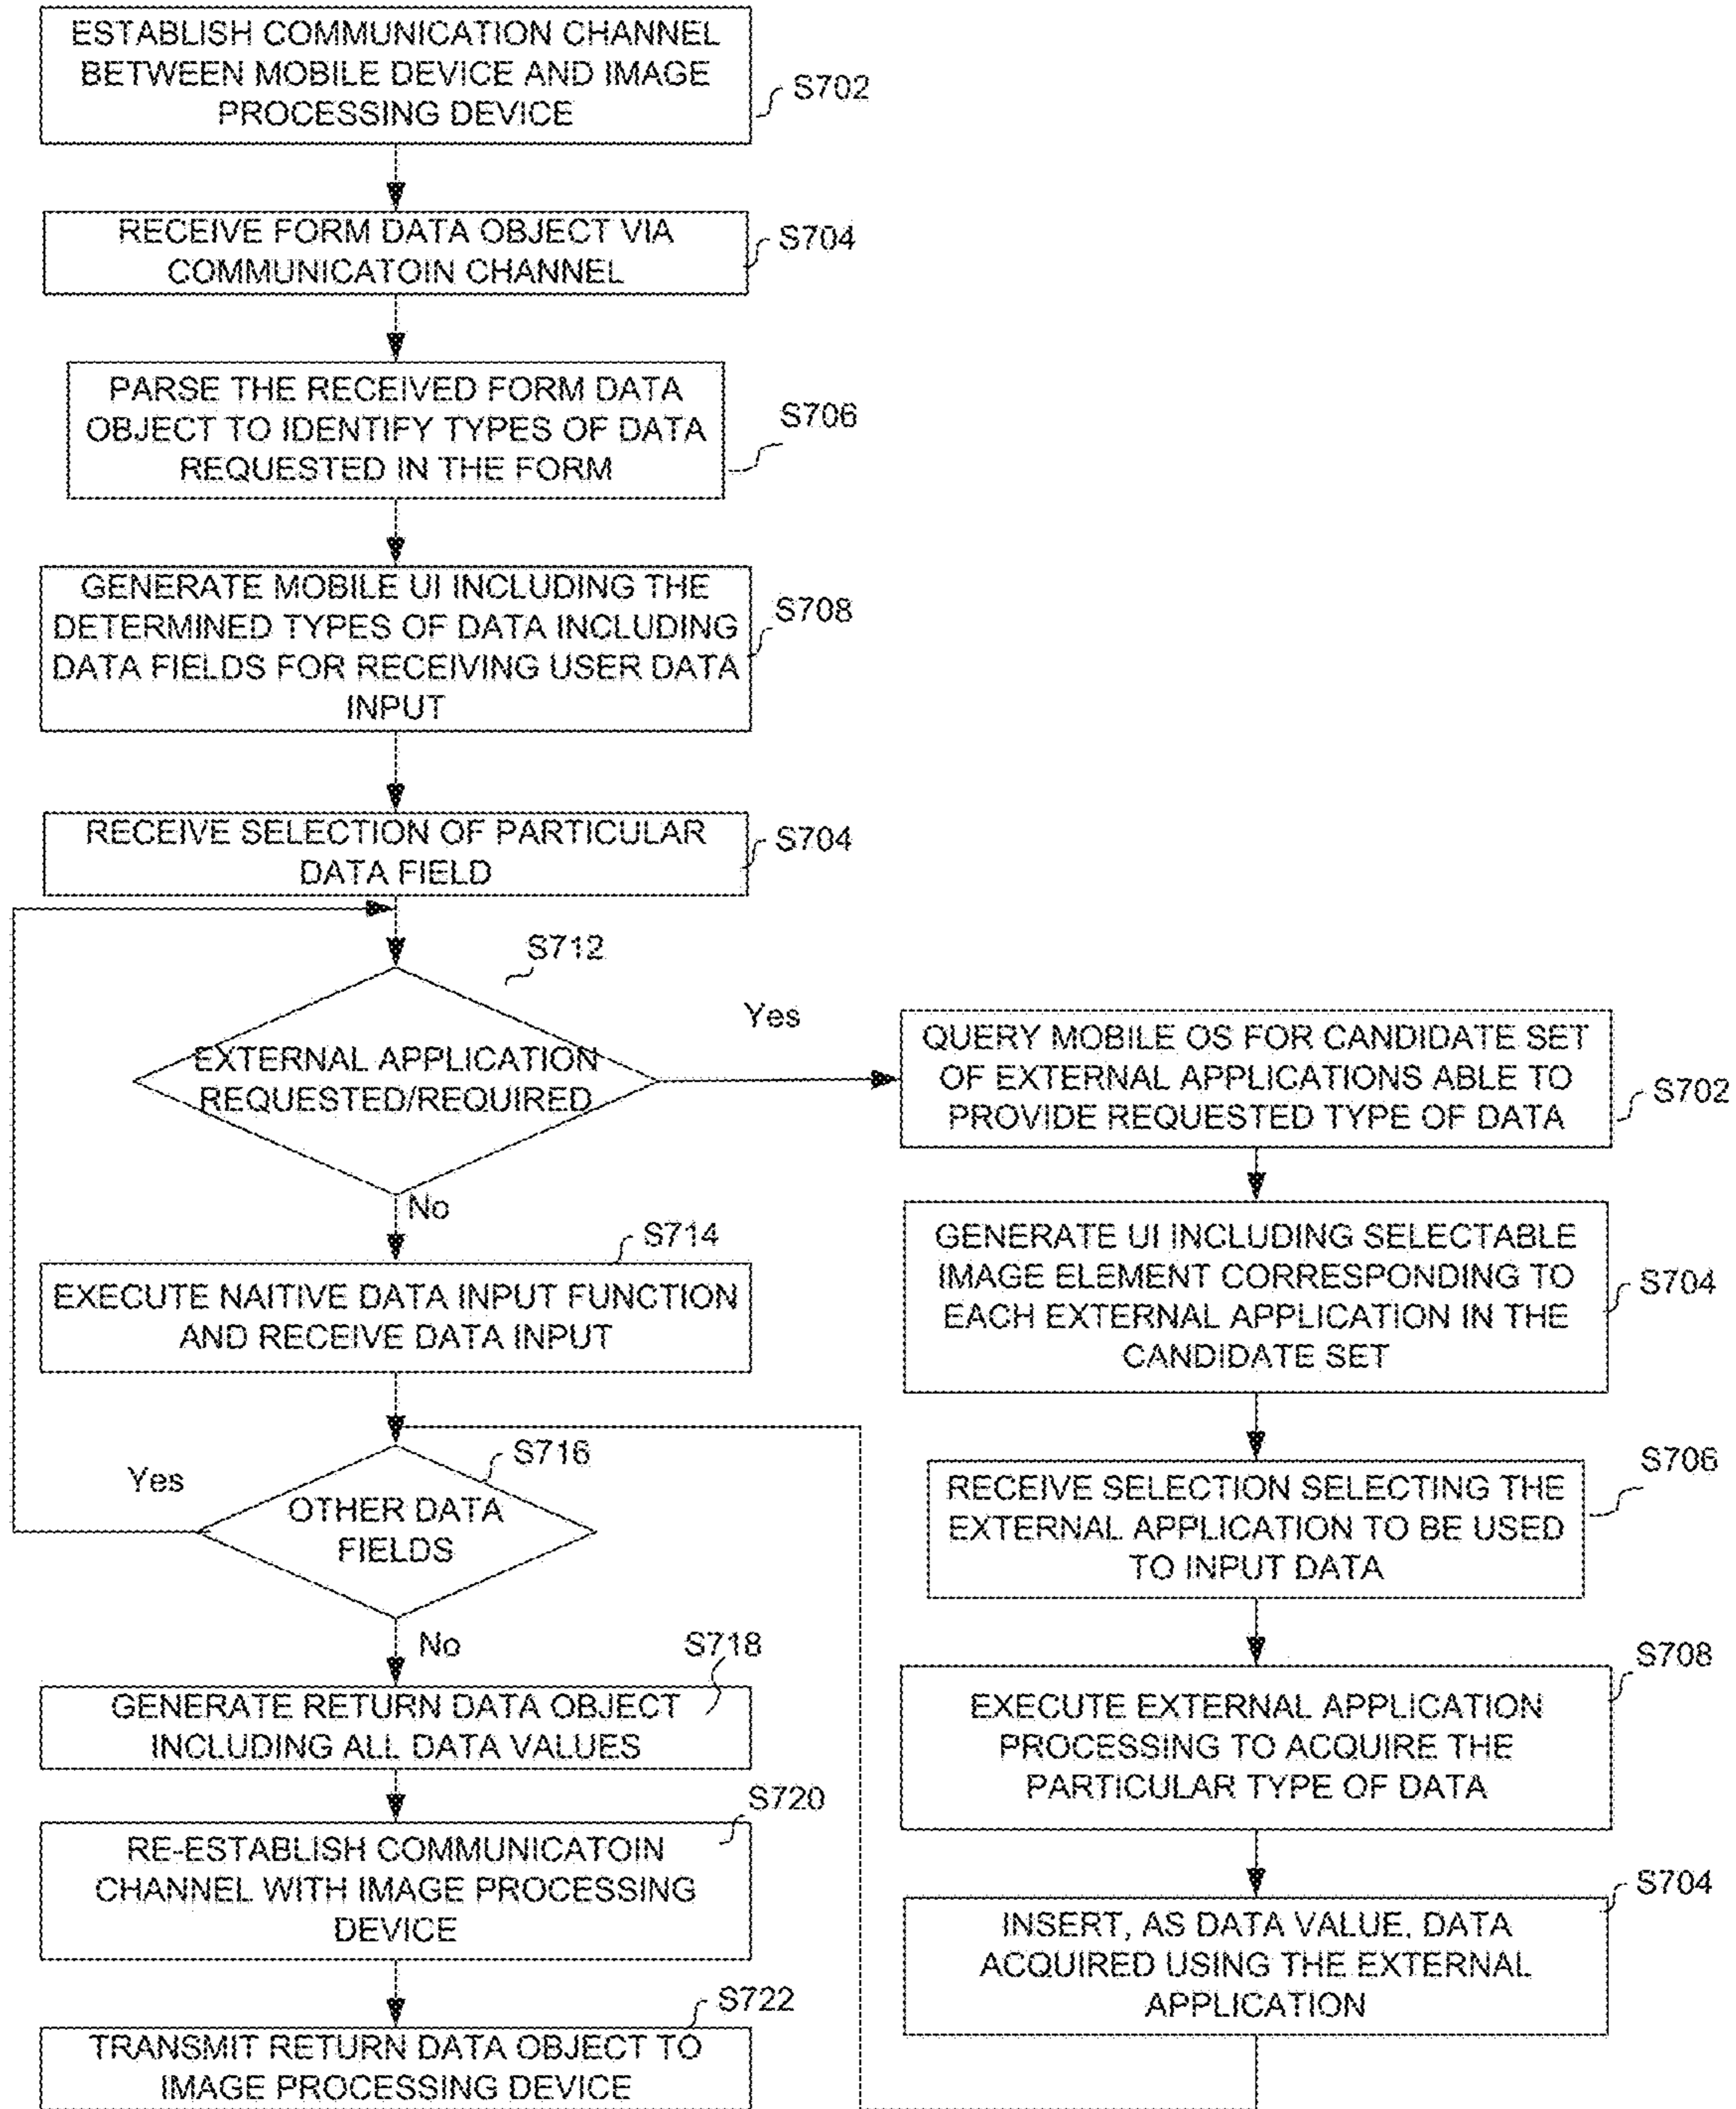 ESTABLISH COMMUNICATION CHANNEL
BETWEEN MOBILE DEVICE AND IMAGE
PROCESSING DEVICE
S702
RECEIVE FORM DATA OBJECT VIA
COMMUNICATOIN CHANNEL
S704
PARSE THE RECEIVED FORM DATA
OBJECT TO IDENTIFY TYPES OF DATA
REQUESTED IN THE FORM
S706
GENERATE MOBILE UI INCLUDING THE
DETERMINED TYPES OF DATA INCLUDING
DATA FIELDS FOR RECEIVING USER DATA
INPUT
S708
RECEIVE SELECTION OF PARTICULAR
DATA FIELD
S704
S712
EXTERNAL APPLICATION
REQUESTED/REQUIRED
Yes
No
S714
EXECUTE NAITIVE DATA INPUT FUNCTION
AND RECEIVE DATA INPUT
S716
OTHER DATA
FIELDS
Yes
No
S718
GENERATE RETURN DATA OBJECT
INCLUDING ALL DATA VALUES
S720
RE-ESTABLISH COMMUNICATOIN
CHANNEL WITH IMAGE PROCESSING
DEVICE
S722
TRANSMIT RETURN DATA OBJECT TO
IMAGE PROCESSING DEVICE
QUERY MOBILE OS FOR CANDIDATE SET
OF EXTERNAL APPLICATIONS ABLE TO
PROVIDE REQUESTED TYPE OF DATA
S702
GENERATE UI INCLUDING SELECTABLE
IMAGE ELEMENT CORRESPONDING TO
EACH EXTERNAL APPLICATION IN THE
CANDIDATE SET
S704
RECEIVE SELECTION SELECTING THE
EXTERNAL APPLICATION TO BE USED
TO INPUT DATA
S706
EXECUTE EXTERNAL APPLICATION
PROCESSING TO ACQUIRE THE
PARTICULAR TYPE OF DATA
S708
INSERT, AS DATA VALUE, DATA
ACQUIRED USING THE EXTERNAL
APPLICATION
S704